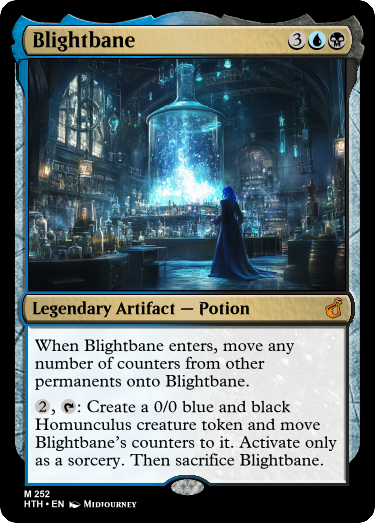 Blightbane 3
Legendary Artifact — Potion
When Blightbane enters, move any
number of counters from other
permanents onto Blightbane.
2, : Create a 0/0 blue and black
Homunculus creature token and move
Blightbane's counters to it. Activate only
as a sorcery. Then sacrifice Blightbane.
M 252
HTH • EN Midjourney